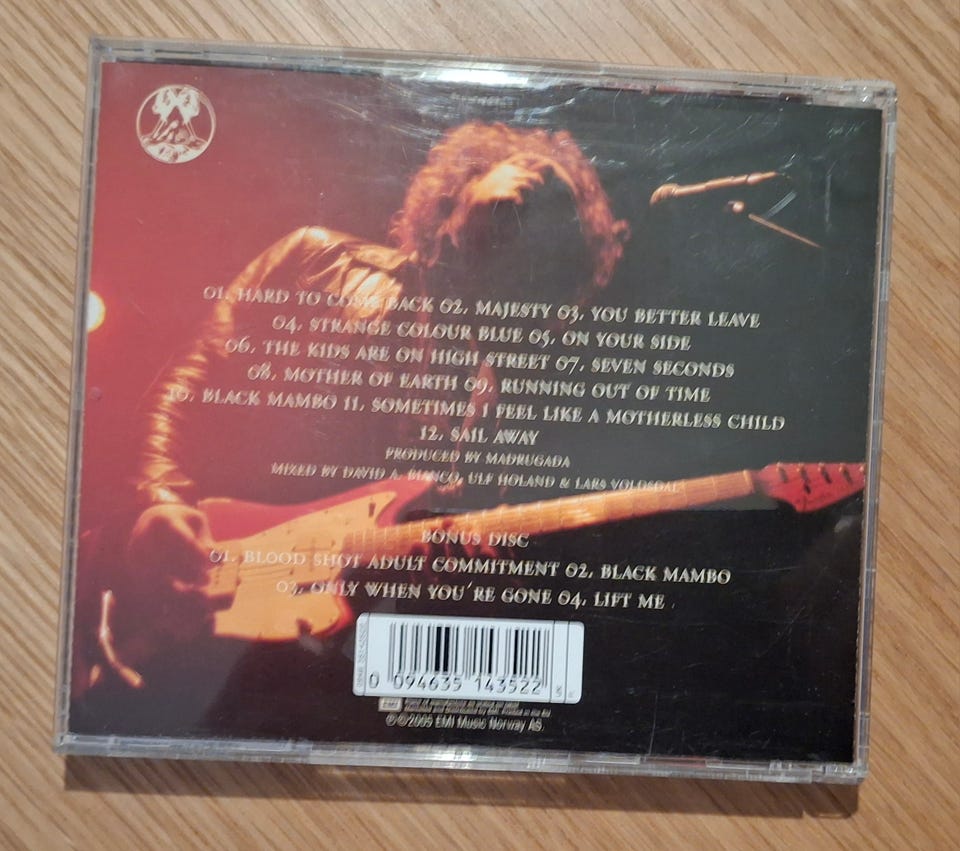 01. HARD TO COME BACK 02. MAJESTY 03. YOU BETTER LEAVE
04. STRANGE COLOUR BLUE 05. ON YOUR SIDE
06. THE KIDS ARE ON HIGH STREET 07. SEVEN SECONDS
08. MOTHER OF EARTH 09. RUNNING OUT OF TIME
10. BLACK MAMBO 11. SOMETIMES I FEEL LIKE A MOTHERLESS CHILD
12. SAIL AWAY
PRODUCED BY MADRUGADA
MIXED BY DAVID A. BIANCO, ULF HOLAND & LARS VOLDSDAL
BONUS DISC
01. BLOOD SHOT ADULT COMMITMENT 02. BLACK MAMBO
03. ONLY WHEN YOU´RE GONE 04. LIFT ME
0 094635 143522
EMI
℗©2005 EMI Music Norway AS.